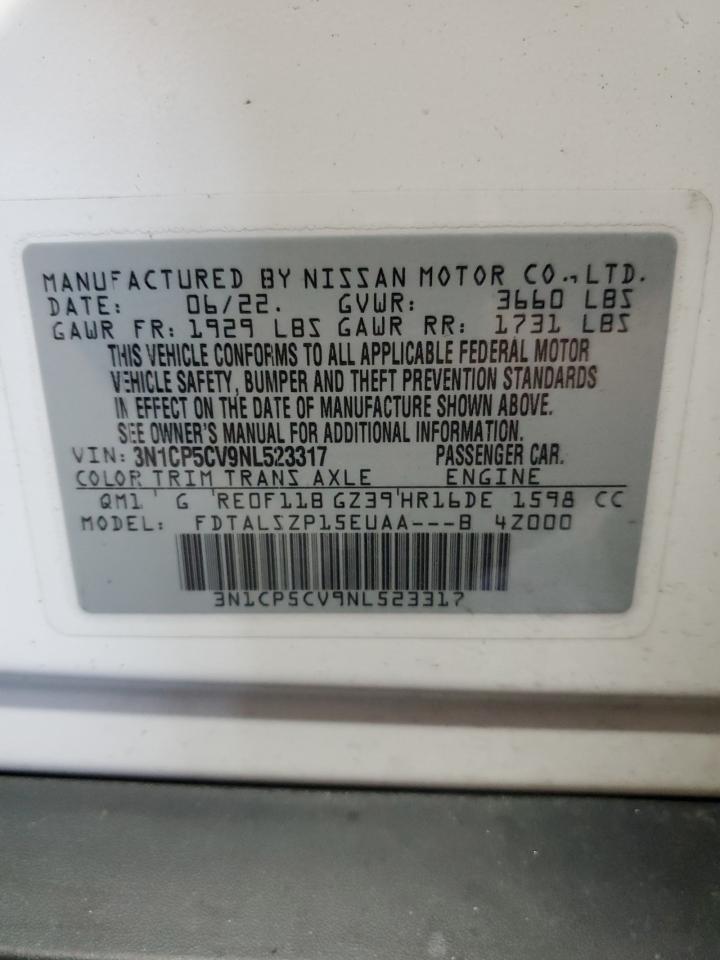 MANUFACTURED BY NISSAN MOTOR CO.,LTD.
DATE: 06/22. GVWR: 3660 LBS
GAWR FR: 1929 LBS GAWR RR: 1731 LBS
THIS VEHICLE CONFORMS TO ALL APPLICABLE FEDERAL MOTOR
VEHICLE SAFETY, BUMPER AND THEFT PREVENTION STANDARDS
IN EFFECT ON THE DATE OF MANUFACTURE SHOWN ABOVE.
SEE OWNER'S MANUAL FOR ADDITIONAL INFORMATION.
VIN: 3N1CP5CV9NL523317 PASSENGER CAR.
COLOR TRIM TRANS AXLE ENGINE
QM1 G RE0F11B GZ39 HR16DE 1598 CC
MODEL: FDTALSZP15EUAA---B 4Z000
3N1CP5CV9NL523317